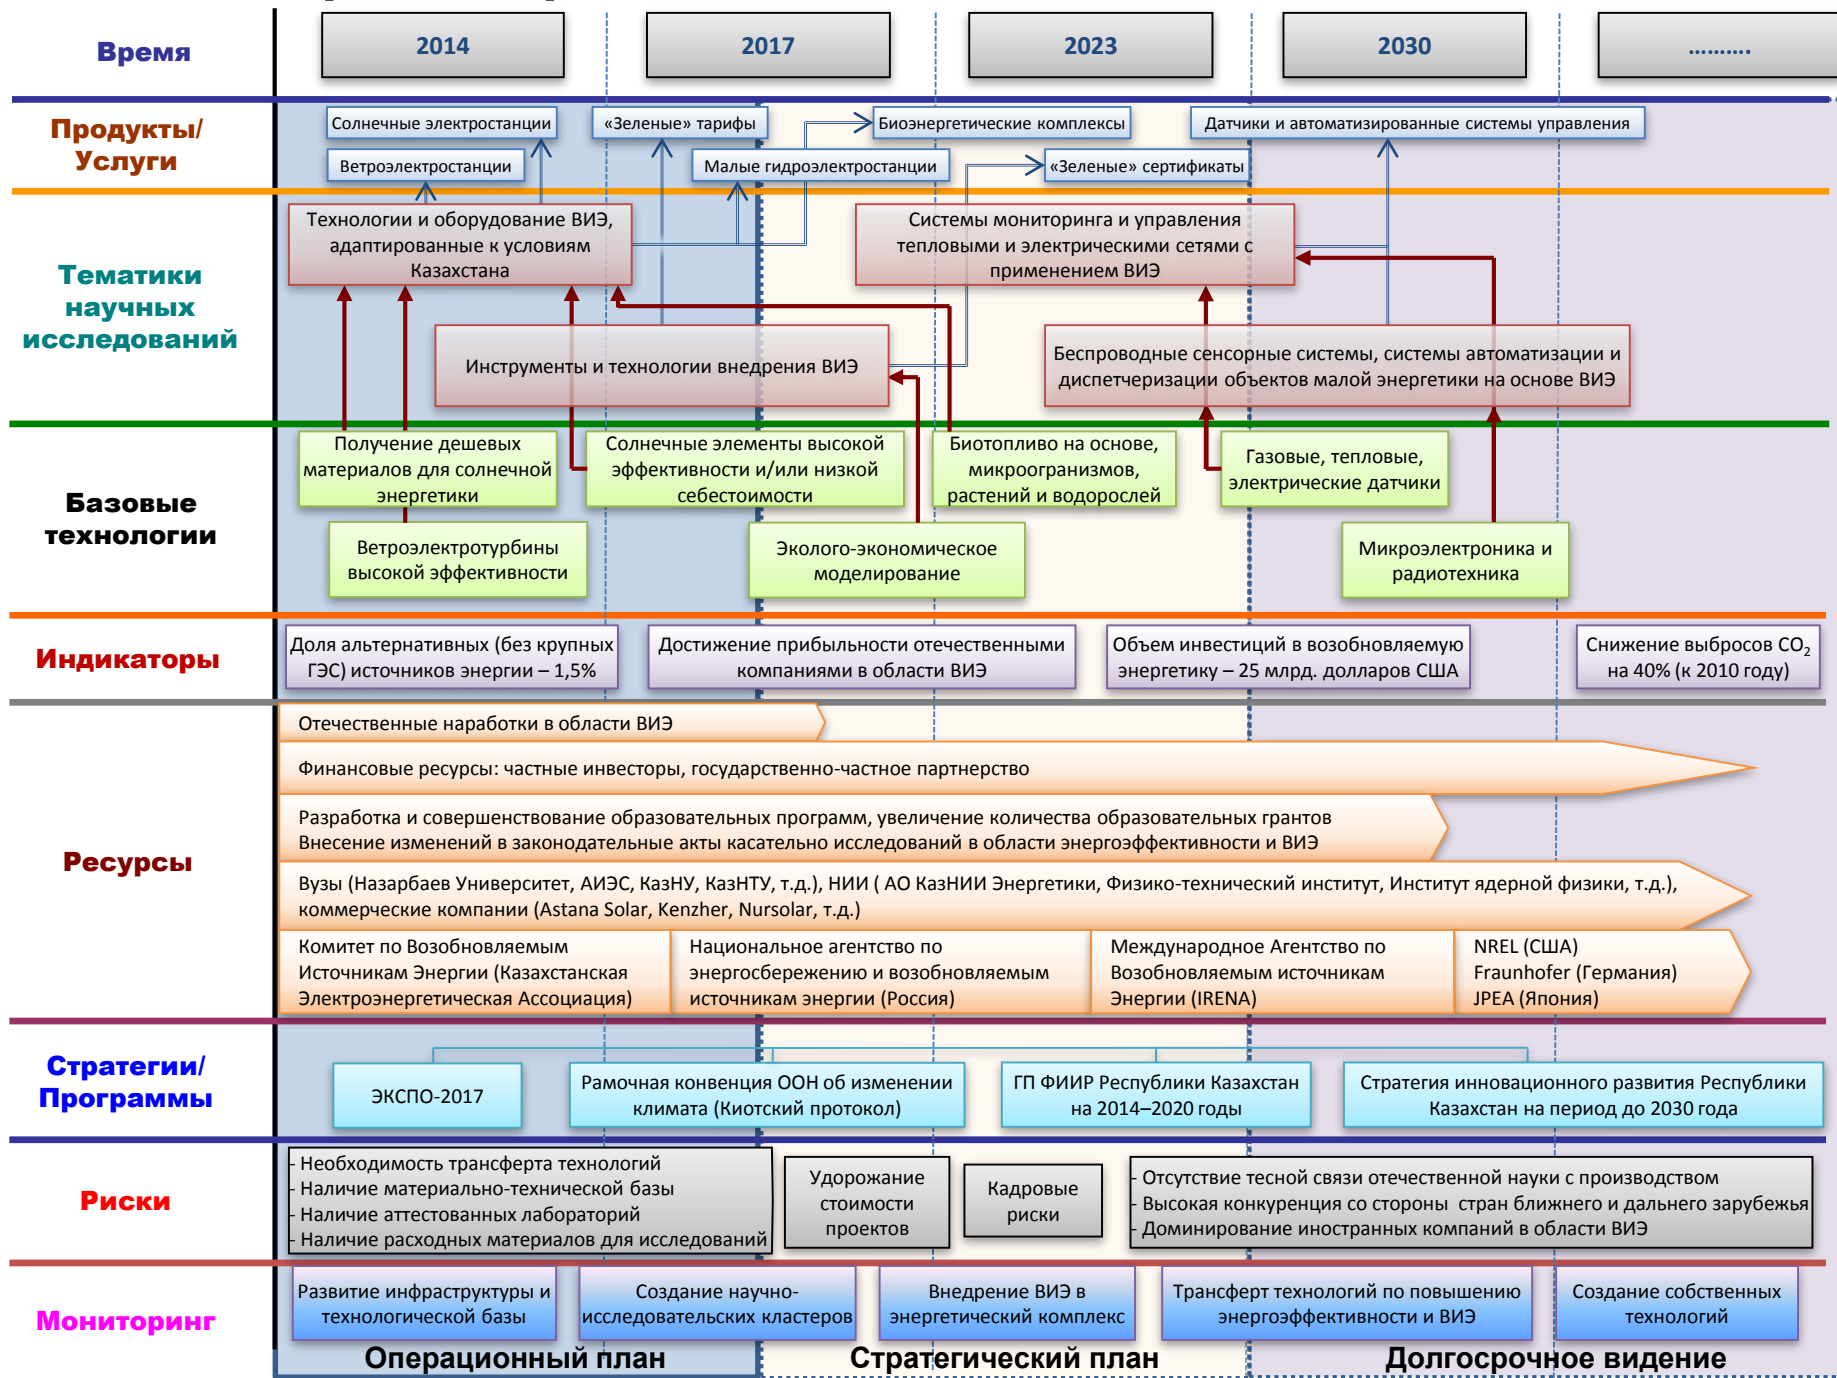 Время
2014
2017
2023
2030
……….
Продукты/
Услуги
Солнечные электростанции
«Зеленые» тарифы
Биоэнергетические комплексы
Датчики и автоматизированные системы управления
Ветроэлектростанции
Малые гидроэлектростанции
«Зеленые» сертификаты
Тематики
научных
исследований
Технологии и оборудование ВИЭ,
адаптированные к условиям
Казахстана
Системы мониторинга и управления
тепловыми и электрическими сетями с
применением ВИЭ
Инструменты и технологии внедрения ВИЭ
Беспроводные сенсорные системы, системы автоматизации и
диспетчеризации объектов малой энергетики на основе ВИЭ
Базовые
технологии
Получение дешевых
материалов для солнечной
энергетики
Солнечные элементы высокой
эффективности и/или низкой
себестоимости
Биотопливо на основе,
микроогранизмов,
растений и водорослей
Газовые, тепловые,
электрические датчики
Ветроэлектротурбины
высокой эффективности
Эколого-экономическое
моделирование
Микроэлектроника и
радиотехника
Индикаторы
Доля альтернативных (без крупных
ГЭС) источников энергии – 1,5%
Достижение прибыльности отечественными
компаниями в области ВИЭ
Объем инвестиций в возобновляемую
энергетику – 25 млрд. долларов США
Снижение выбросов CO2
на 40% (к 2010 году)
Ресурсы
Отечественные наработки в области ВИЭ
Финансовые ресурсы: частные инвесторы, государственно-частное партнерство
Разработка и совершенствование образовательных программ, увеличение количества образовательных грантов
Внесение изменений в законодательные акты касательно исследований в области энергоэффективности и ВИЭ
Вузы (Назарбаев Университет, АИЭС, КазНУ, КазНТУ, т.д.), НИИ ( АО КазНИИ Энергетики, Физико-технический институт, Институт ядерной физики, т.д.),
коммерческие компании (Astana Solar, Kenzher, Nursolar, т.д.)
Комитет по Возобновляемым
Источникам Энергии (Казахстанская
Электроэнергетическая Ассоциация)
Национальное агентство по
энергосбережению и возобновляемым
источникам энергии (Россия)
Международное Агентство по
Возобновляемым источникам
Энергии (IRENA)
NREL (США)
Fraunhofer (Германия)
JPEA (Япония)
Стратегии/
Программы
ЭКСПО-2017
Рамочная конвенция ООН об изменении
климата (Киотский протокол)
ГП ФИИР Республики Казахстан
на 2014–2020 годы
Стратегия инновационного развития Республики
Казахстан на период до 2030 года
Риски
- Необходимость трансферта технологий
- Наличие материально-технической базы
- Наличие аттестованных лабораторий
- Наличие расходных материалов для исследований
Удорожание
стоимости
проектов
Кадровые
риски
- Отсутствие тесной связи отечественной науки с производством
- Высокая конкуренция со стороны стран ближнего и дальнего зарубежья
- Доминирование иностранных компаний в области ВИЭ
Мониторинг
Развитие инфраструктуры и
технологической базы
Создание научно-
исследовательских кластеров
Внедрение ВИЭ в
энергетический комплекс
Трансферт технологий по повышению
энергоэффективности и ВИЭ
Создание собственных
технологий
Операционный план
Стратегический план
Долгосрочное видение